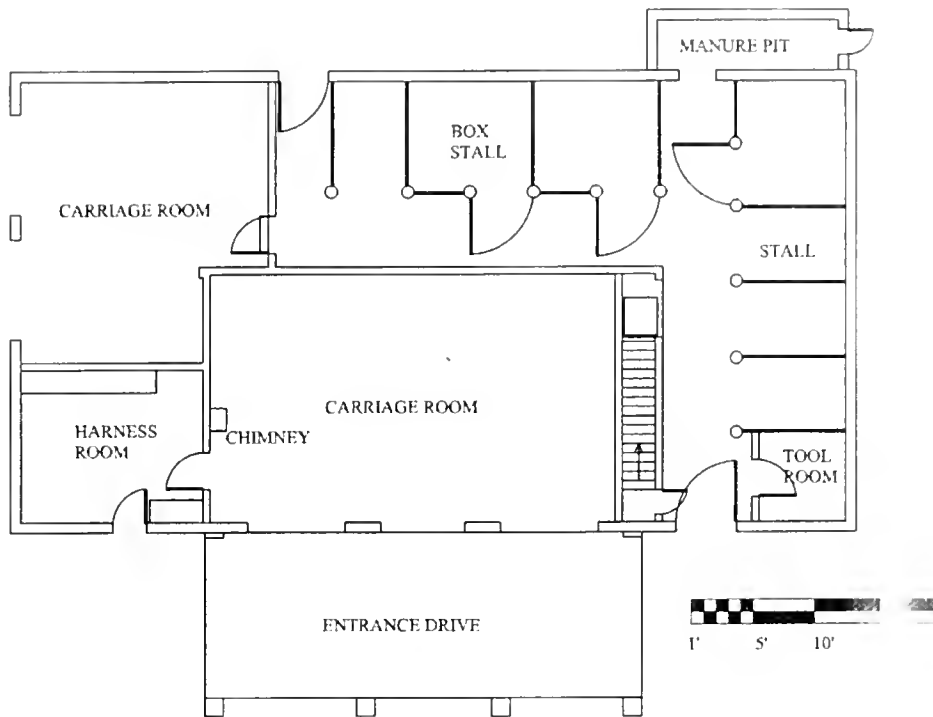 MANURE PIT
BOX
STALL
CARRIAGE ROOM
STALL
CARRIAGE ROOM
HARNESS
ROOM
CHIMNEY
TOOL
ROOM
ENTRANCE DRIVE
1' 5' 10'